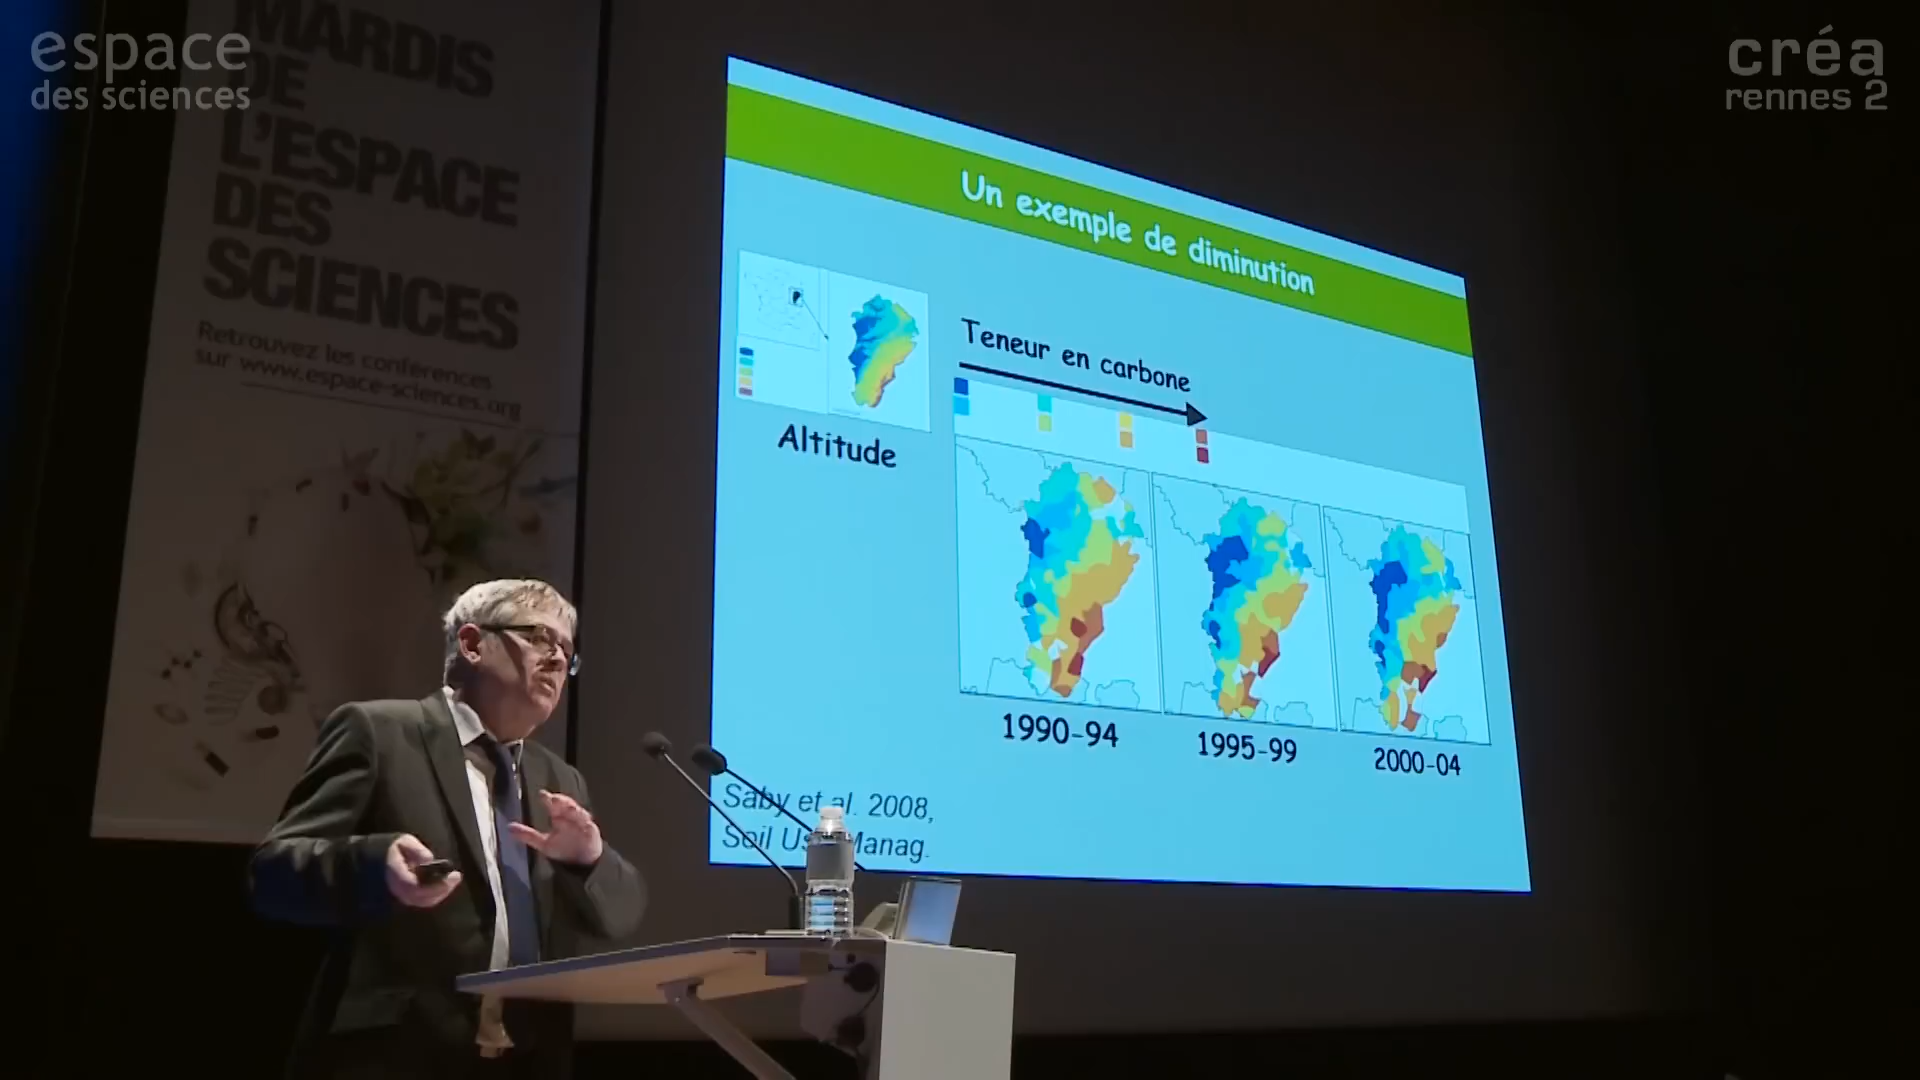 espace
des sciences
créa
rennes 2
MARDIS
DE
L'ESPACE
DES
SCIENCES
Retrouvez les conférences
sur www.espace-sciences.org
Un exemple de diminution
Teneur en carbone
Altitude
1990-94
1995-99
2000-04
Saby et al. 2008,
Soil Us Manag.